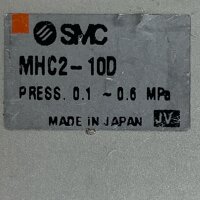 SMC
MHC2-10D
PRESS. 0.1 ~ 0.6 MPa
MADE IN JAPAN JV